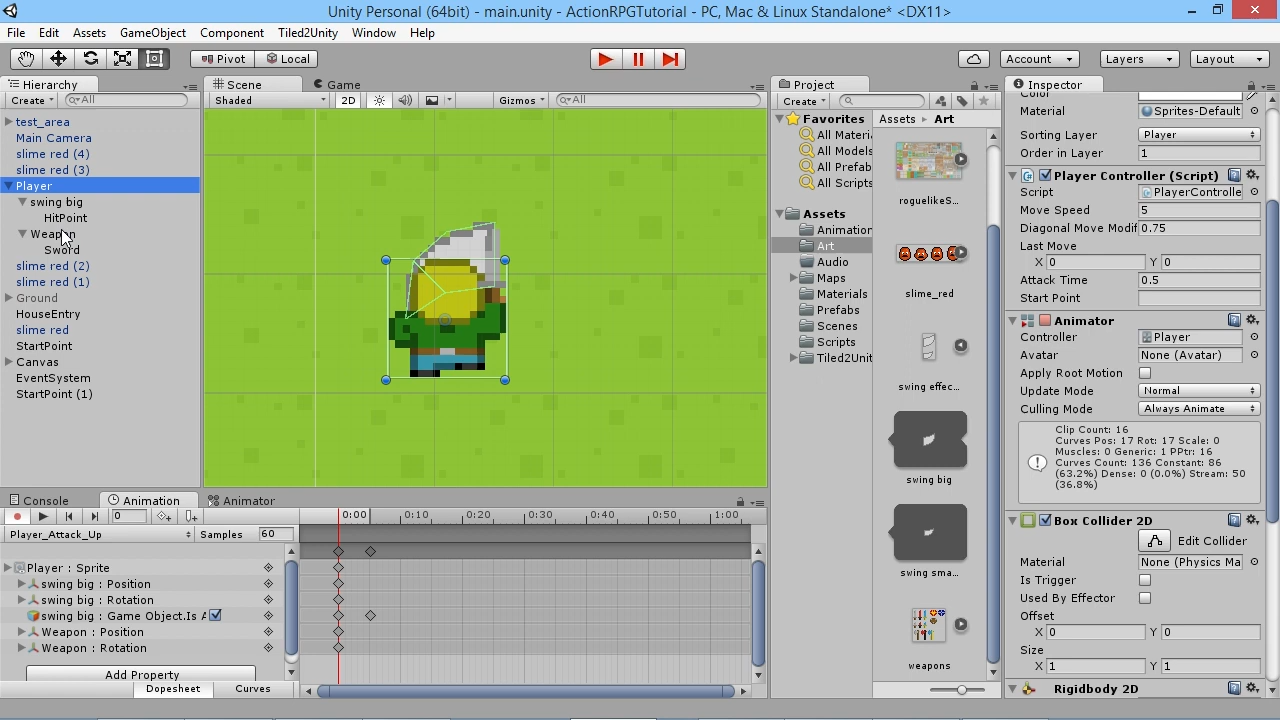 Unity Personal (64bit) - main.unity - ActionRPGTutorial - PC, Mac & Linux Standalone* <DX11>
File Edit Assets GameObject Component Tiled2Unity Window Help
Pivot Local Account Layers Layout
Hierarchy
Create All
test_area
Main Camera
slime red (4)
slime red (3)
Player
swing big
HitPoint
Weapon
Sword
slime red (2)
slime red (1)
Ground
HouseEntry
slime red
StartPoint
Canvas
EventSystem
StartPoint (1)
Scene Game
Shaded 2D Gizmos All
Project
Create
Favorites
All Materi
All Models
All Prefab
All Scripts
Assets
Animation
Art
Audio
Maps
Materials
Prefabs
Scenes
Scripts
Tiled2Unit
Assets Art
roguelikeS...
slime_red
swing effec...
swing big
swing sma...
weapons
Inspector
Color
Material Sprites-Default
Sorting Layer Player
Order in Layer 1
Player Controller (Script)
Script PlayerControlle
Move Speed 5
Diagonal Move Modif 0.75
Last Move
X 0 Y 0
Attack Time 0.5
Start Point
Animator
Controller Player
Avatar None (Avatar)
Apply Root Motion
Update Mode Normal
Culling Mode Always Animate
Clip Count: 16
Curves Pos: 17 Rot: 17 Scale: 0
Muscles: 0 Generic: 1 PPtr: 16
Curves Count: 136 Constant: 86
(63.2%) Dense: 0 (0.0%) Stream: 50
(36.8%)
Box Collider 2D
Edit Collider
Material None (Physics Ma
Is Trigger
Used By Effector
Offset
X 0 Y 0
Size
X 1 Y 1
Rigidbody 2D
Console Animation Animator
0 0:00 0:10 0:20 0:30 0:40 0:50 1:00
Player_Attack_Up Samples 60
Player : Sprite
swing big : Position
swing big : Rotation
swing big : Game Object.Is A
Weapon : Position
Weapon : Rotation
Add Property
Dopesheet Curves